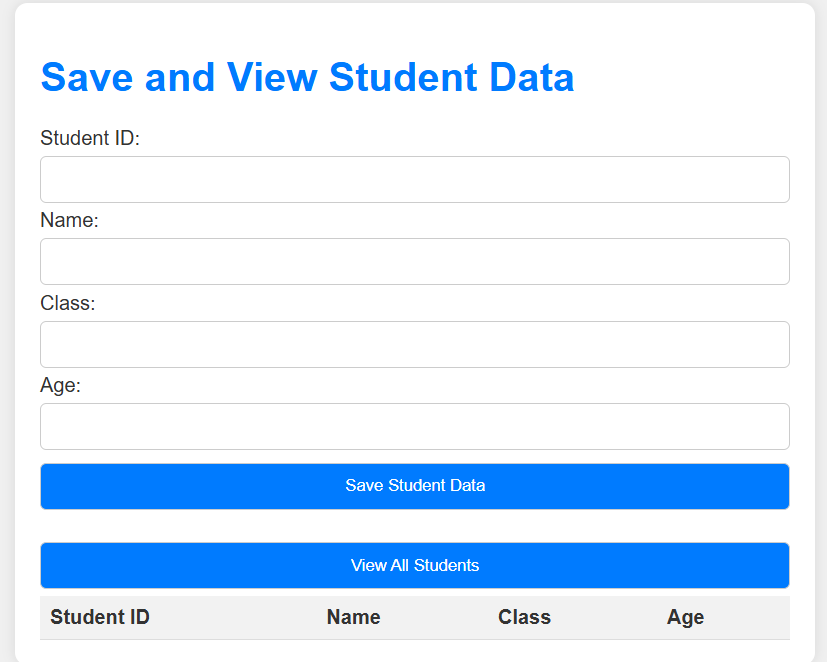 Save and View Student Data
Student ID:
Name:
Class:
Age:
Save Student Data
View All Students
Student ID Name Class Age